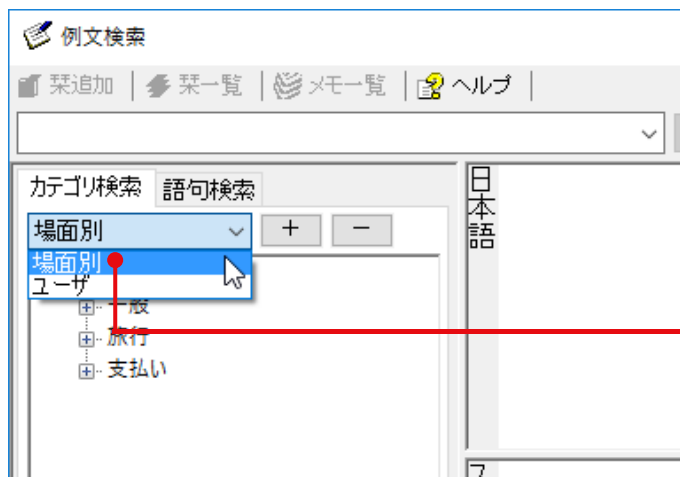 例文検索
栞追加 栞一覧 メモ一覧 ヘルプ
カテゴリ検索 語句検索
場面別 + −
場面別
ユーザ
一般
旅行
支払い
日本語